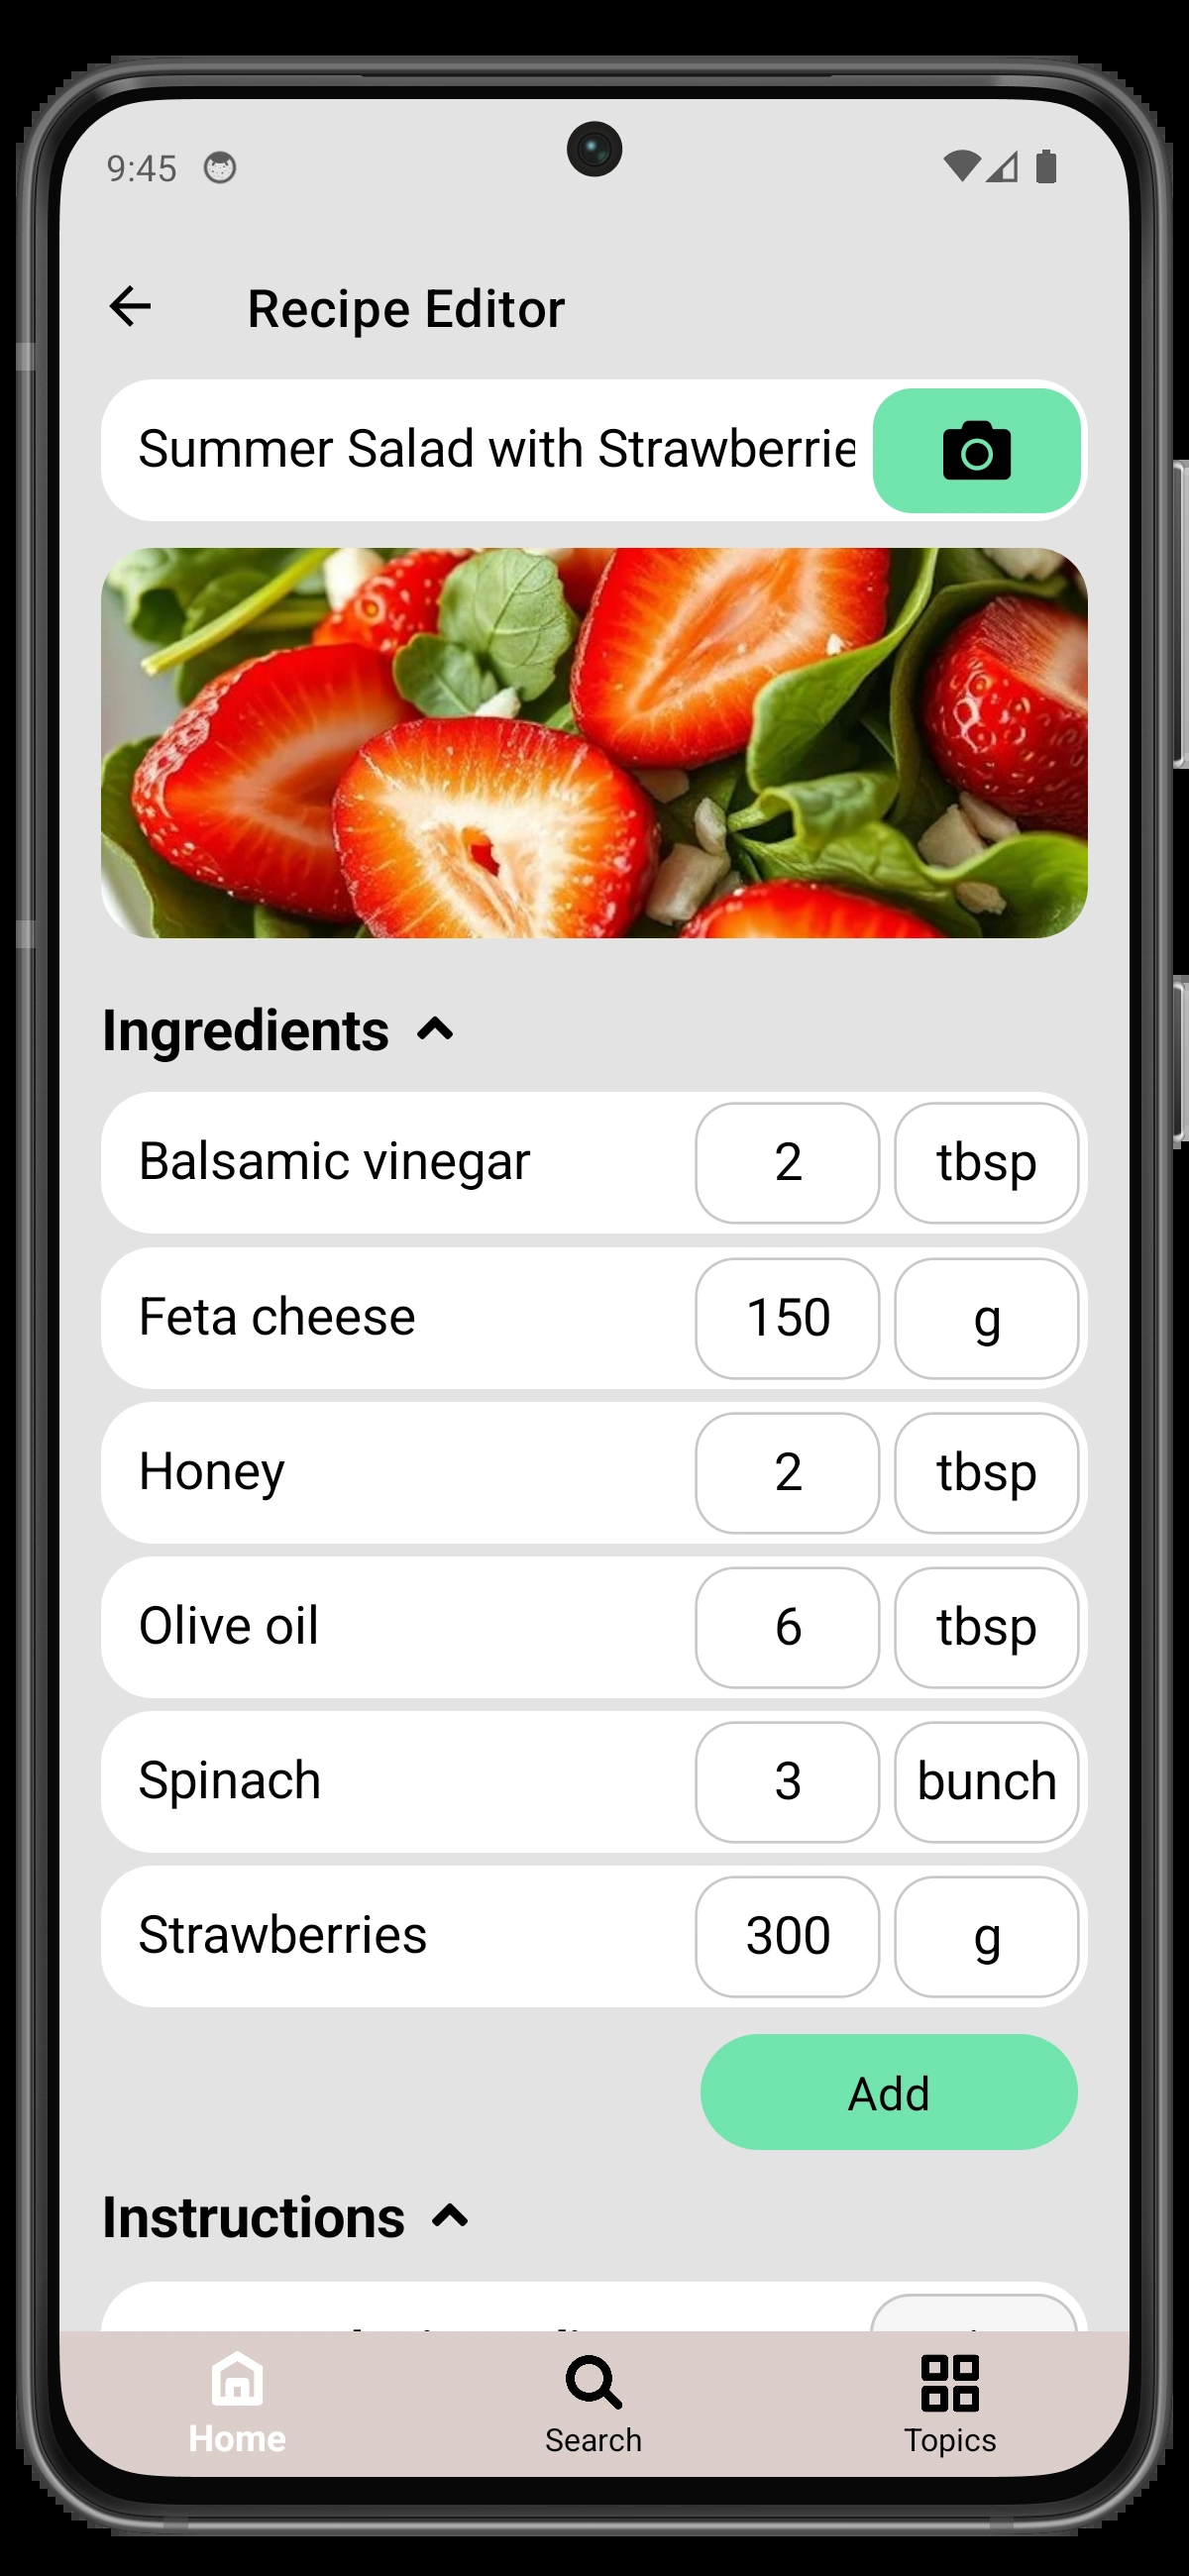 9:45
Recipe Editor
Summer Salad with Strawberrie
Ingredients
Balsamic vinegar 2 tbsp
Feta cheese 150 g
Honey 2 tbsp
Olive oil 6 tbsp
Spinach 3 bunch
Strawberries 300 g
Add
Instructions
Home Search Topics